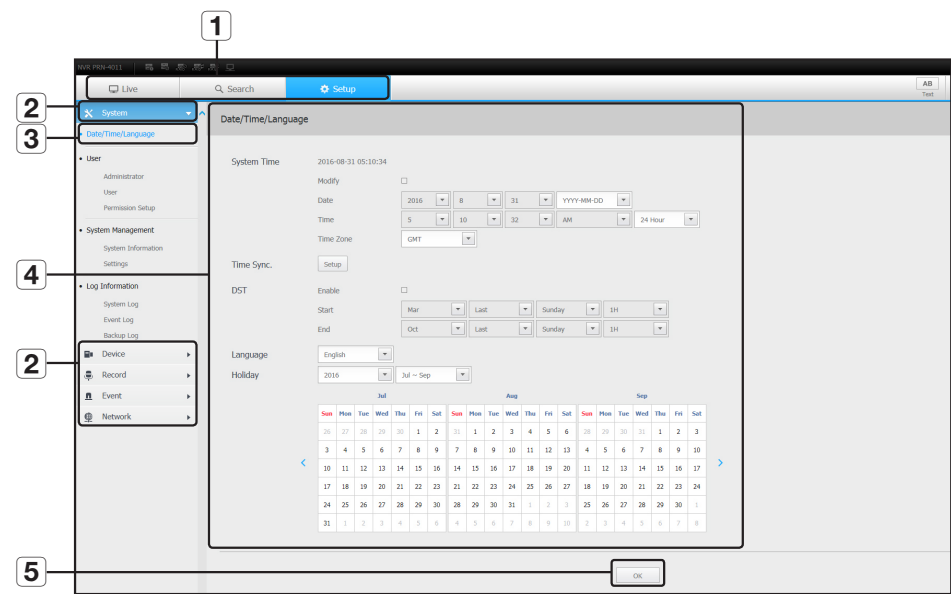 1
NVR PRN-4011
Live Search Setup AB
Text
2 System
3 Date/Time/Language
Date/Time/Language
User
Administrator
User
Permission Setup
System Management
System Information
Settings
Log Information
System Log
Event Log
Backup Log
2 Device
Record
Event
Network
4
System Time 2016-08-31 05:10:34
Modify
Date 2016 8 31 YYYY-MM-DD
Time 5 10 32 AM 24 Hour
Time Zone GMT
Time Sync. Setup
DST Enable
Start Mar Last Sunday 1H
End Oct Last Sunday 1H
Language English
Holiday 2016 Jul ~ Sep
Jul Aug Sep
Sun Mon Tue Wed Thu Fri Sat Sun Mon Tue Wed Thu Fri Sat Sun Mon Tue Wed Thu Fri Sat
26 27 28 29 30 1 2 31 1 2 3 4 5 6 28 29 30 31 1 2 3
3 4 5 6 7 8 9 7 8 9 10 11 12 13 4 5 6 7 8 9 10
10 11 12 13 14 15 16 14 15 16 17 18 19 20 11 12 13 14 15 16 17
17 18 19 20 21 22 23 21 22 23 24 25 26 27 18 19 20 21 22 23 24
24 25 26 27 28 29 30 28 29 30 31 1 2 3 25 26 27 28 29 30 1
31 1 2 3 4 5 6 4 5 6 7 8 9 10 2 3 4 5 6 7 8
5 OK